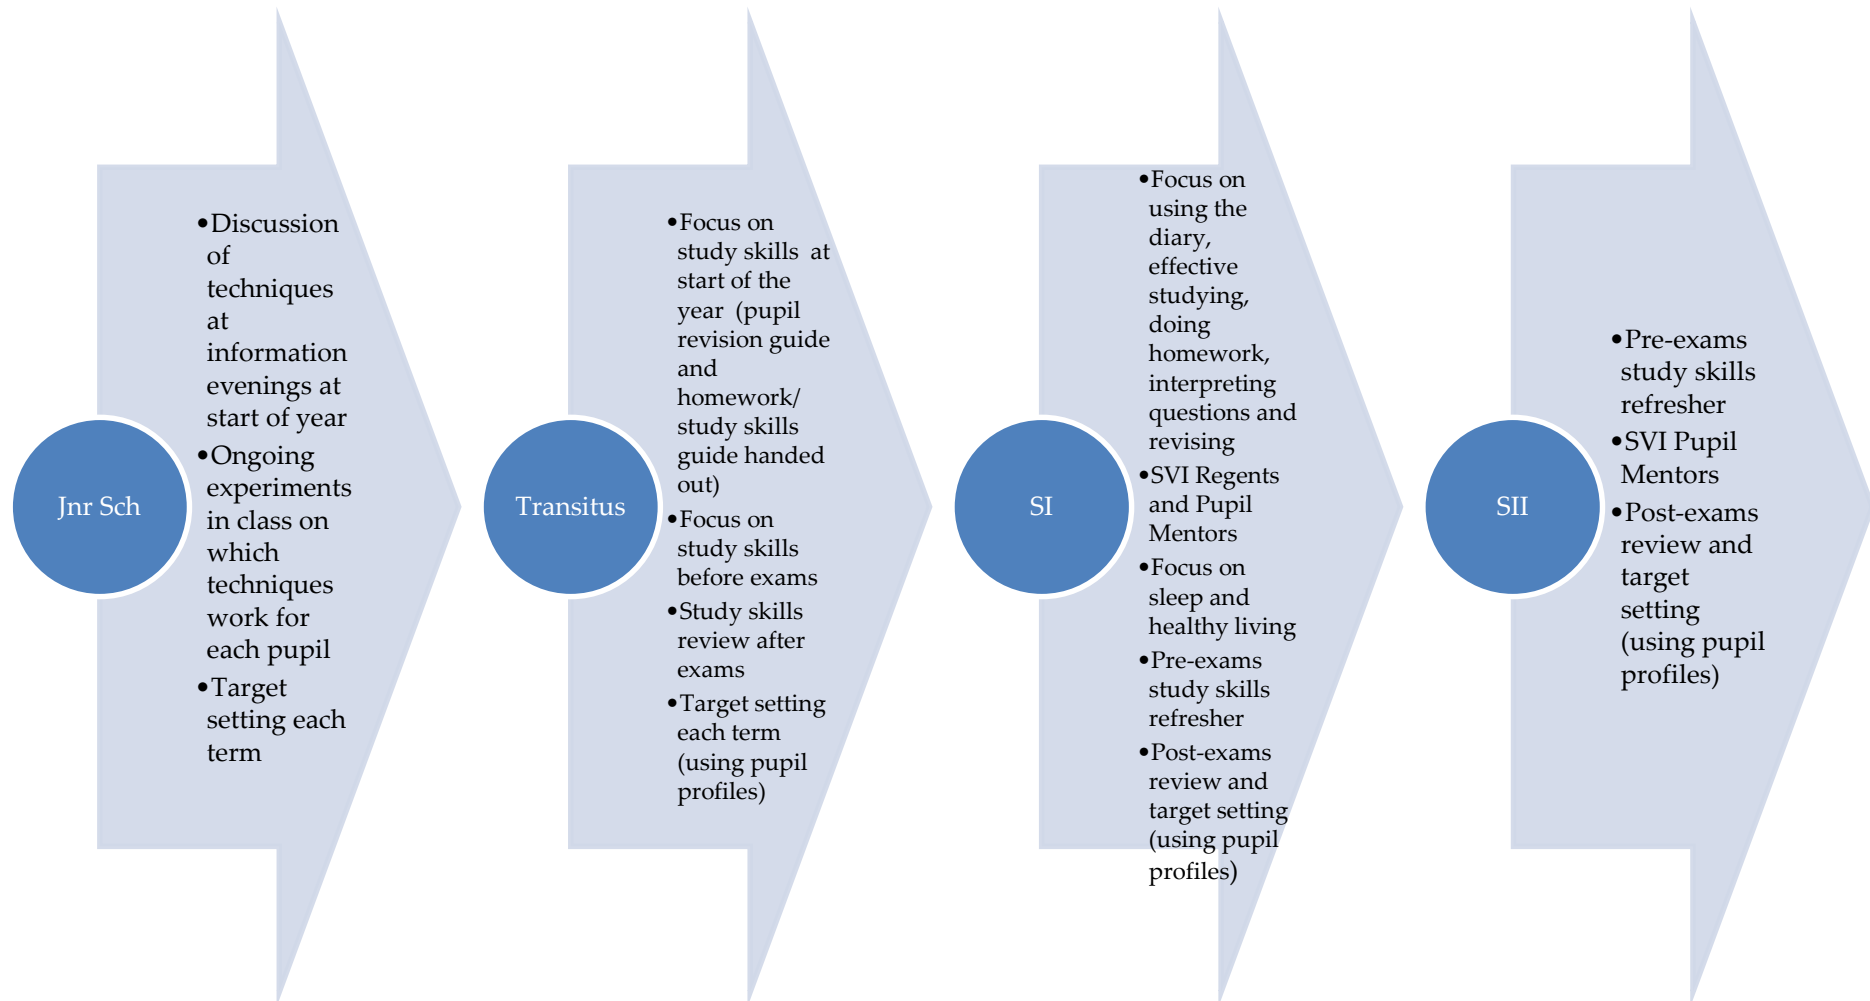 Jnr Sch
•Discussion
of
techniques
at
information
evenings at
start of year
•Ongoing
experiments
in class on
which
techniques
work for
each pupil
•Target
setting each
term
Transitus
•Focus on
study skills at
start of the
year (pupil
revision guide
and
homework/
study skills
guide handed
out)
•Focus on
study skills
before exams
•Study skills
review after
exams
•Target setting
each term
(using pupil
profiles)
SI
•Focus on
using the
diary,
effective
studying,
doing
homework,
interpreting
questions and
revising
•SVI Regents
and Pupil
Mentors
•Focus on
sleep and
healthy living
•Pre-exams
study skills
refresher
•Post-exams
review and
target setting
(using pupil
profiles)
SII
•Pre-exams
study skills
refresher
•SVI Pupil
Mentors
•Post-exams
review and
target
setting
(using pupil
profiles)